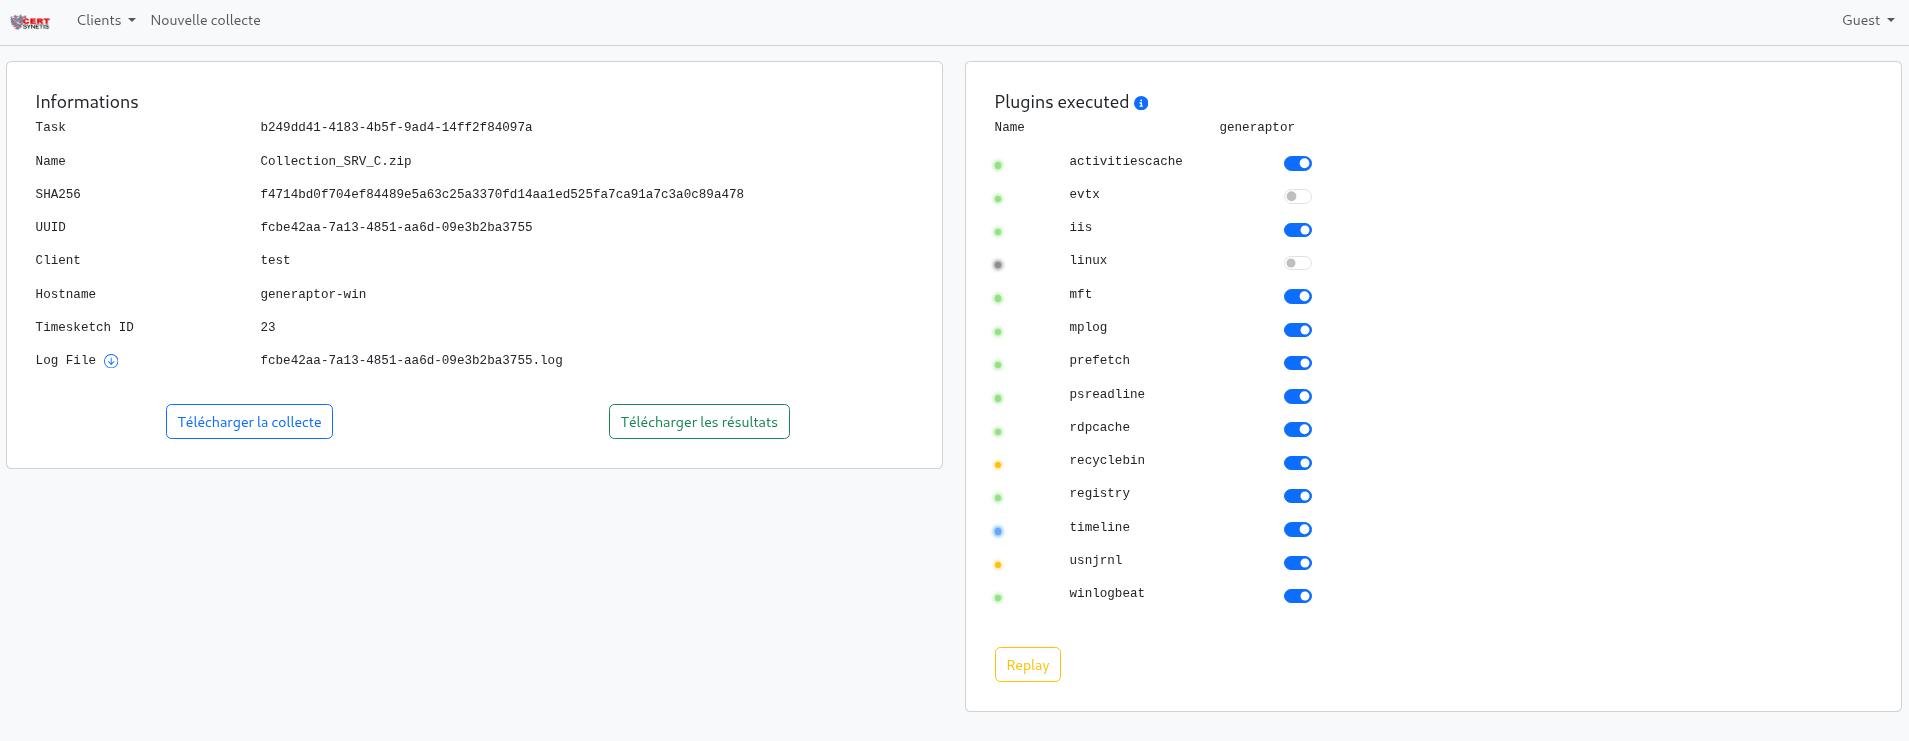 CERT
SYNETIS
Clients
Nouvelle collecte
Guest
Informations
Task b249dd41-4183-4b5f-9ad4-14ff2f84097a
Name Collection_SRV_C.zip
SHA256 f4714bd0f704ef84489e5a63c25a3370fd14aa1ed525fa7ca91a7c3a0c89a478
UUID fcbe42aa-7a13-4851-aa6d-09e3b2ba3755
Client test
Hostname generaptor-win
Timesketch ID 23
Log File fcbe42aa-7a13-4851-aa6d-09e3b2ba3755.log
Télécharger la collecte
Télécharger les résultats
Plugins executed
Name generaptor
activitiescache
evtx
iis
linux
mft
mplog
prefetch
psreadline
rdpcache
recyclebin
registry
timeline
usnjrnl
winlogbeat
Replay